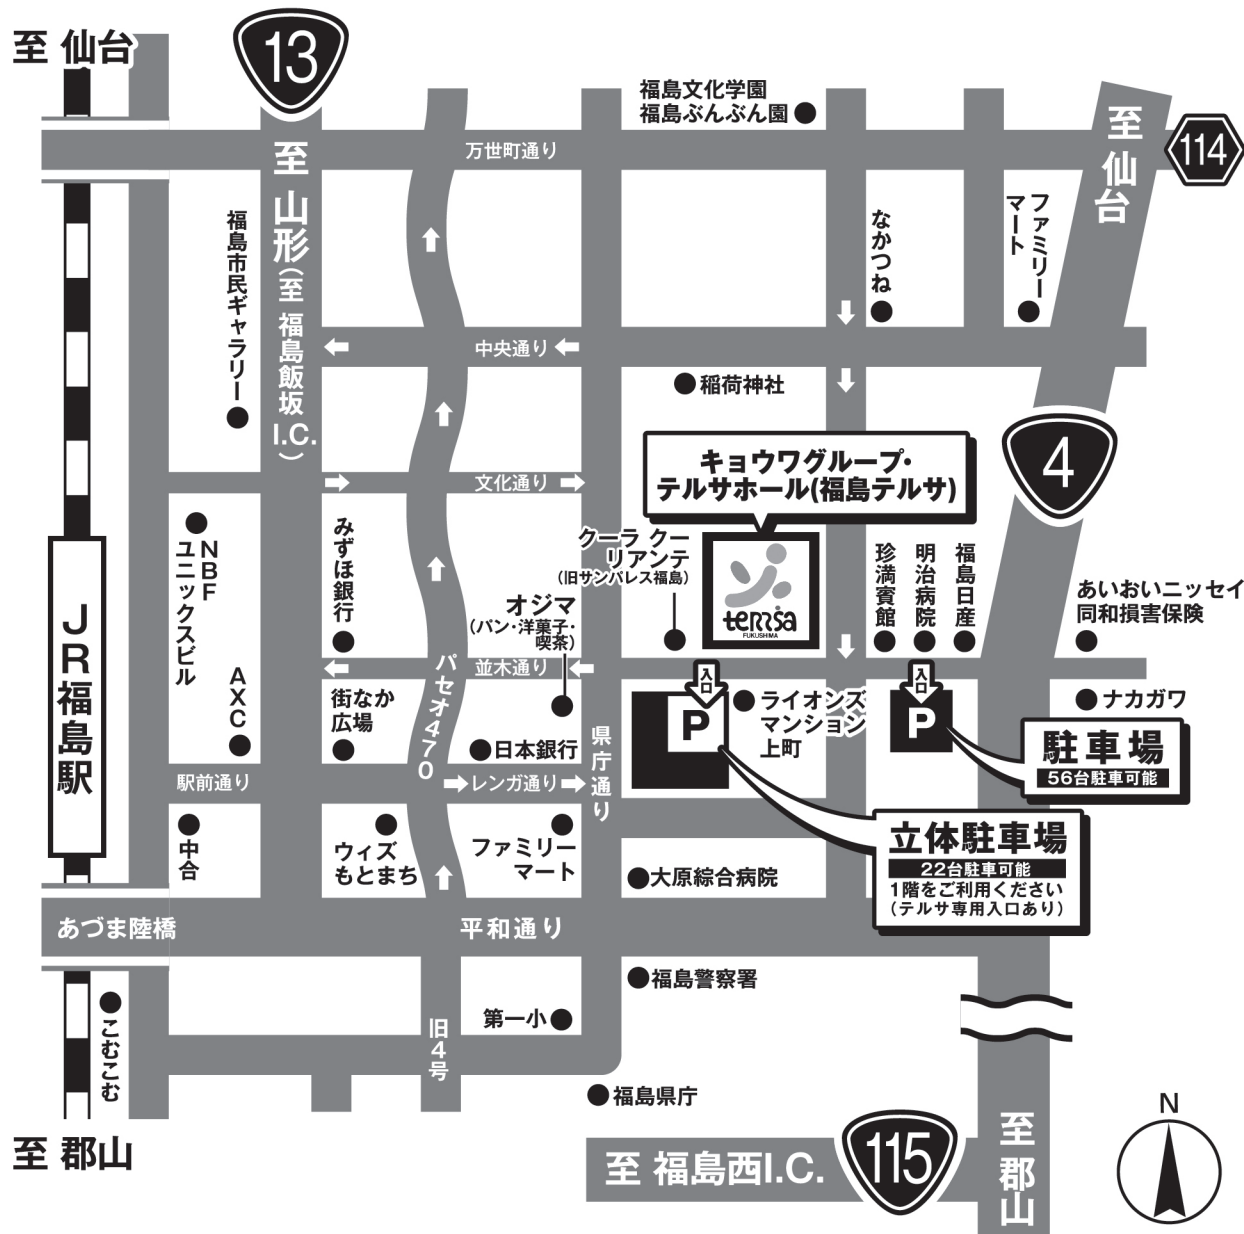 至 仙台
13
福島文化学園
福島ぶんぶん園
至 仙台
114
万世町通り
至 山形(至 福島飯坂I.C.)
福島市民ギャラリー
なかつね
ファミリー
マート
中央通り
稲荷神社
4
キョウワグループ・
テルサホール(福島テルサ)
文化通り
NBF
ユニックスビル
みずほ銀行
クーラ クー
リアンテ
(旧サンパレス福島)
terrsa
FUKUSHIMA
珍満賓館
明治病院
福島日産
あいおいニッセイ
同和損害保険
オジマ
(パン・洋菓子・
喫茶)
JR福島駅
AXC
パセオ470
並木通り
入口
入口
街なか
広場
P
ライオンズ
マンション
上町
P
ナカガワ
日本銀行
県庁通り
駐車場
56台駐車可能
駅前通り
レンガ通り
中合
ウィズ
もとまち
ファミリー
マート
立体駐車場
22台駐車可能
1階をご利用ください
(テルサ専用入口あり)
大原綜合病院
あづま陸橋
平和通り
福島警察署
こむこむ
旧4号
第一小
福島県庁
至 郡山
至 福島西I.C.
115
至 郡山
N